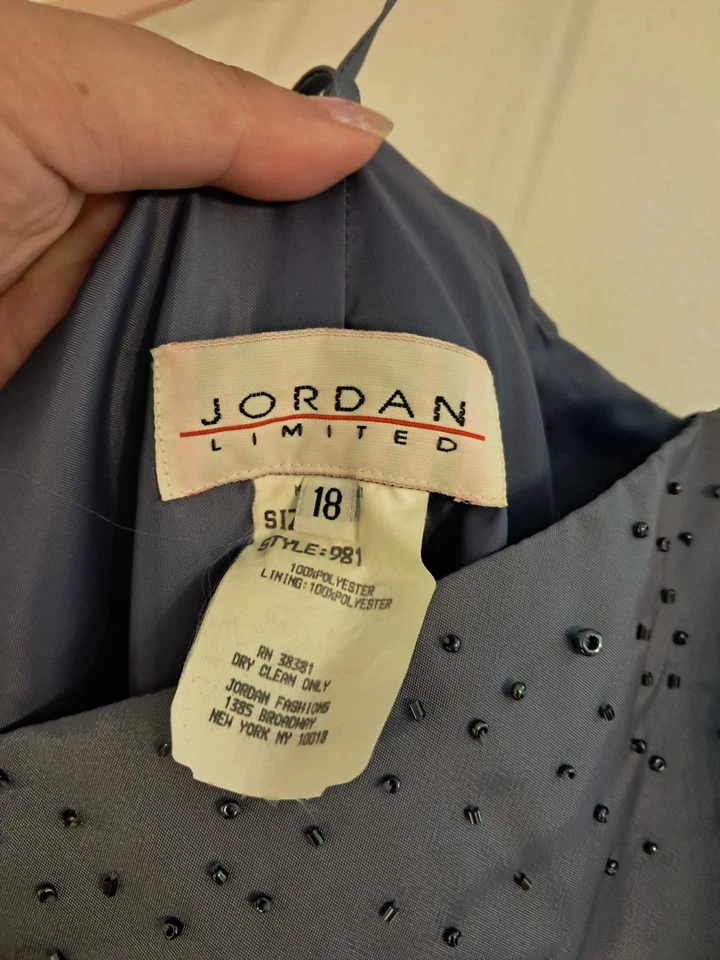 JORDAN
LIMITED
18
SIZ
STYLE:981
100%POLYESTER
LINING:100%POLYESTER
RN 38381
DRY CLEAN ONLY
JORDAN FASHIONS
1385 BROADWAY
NEW YORK NY 10018